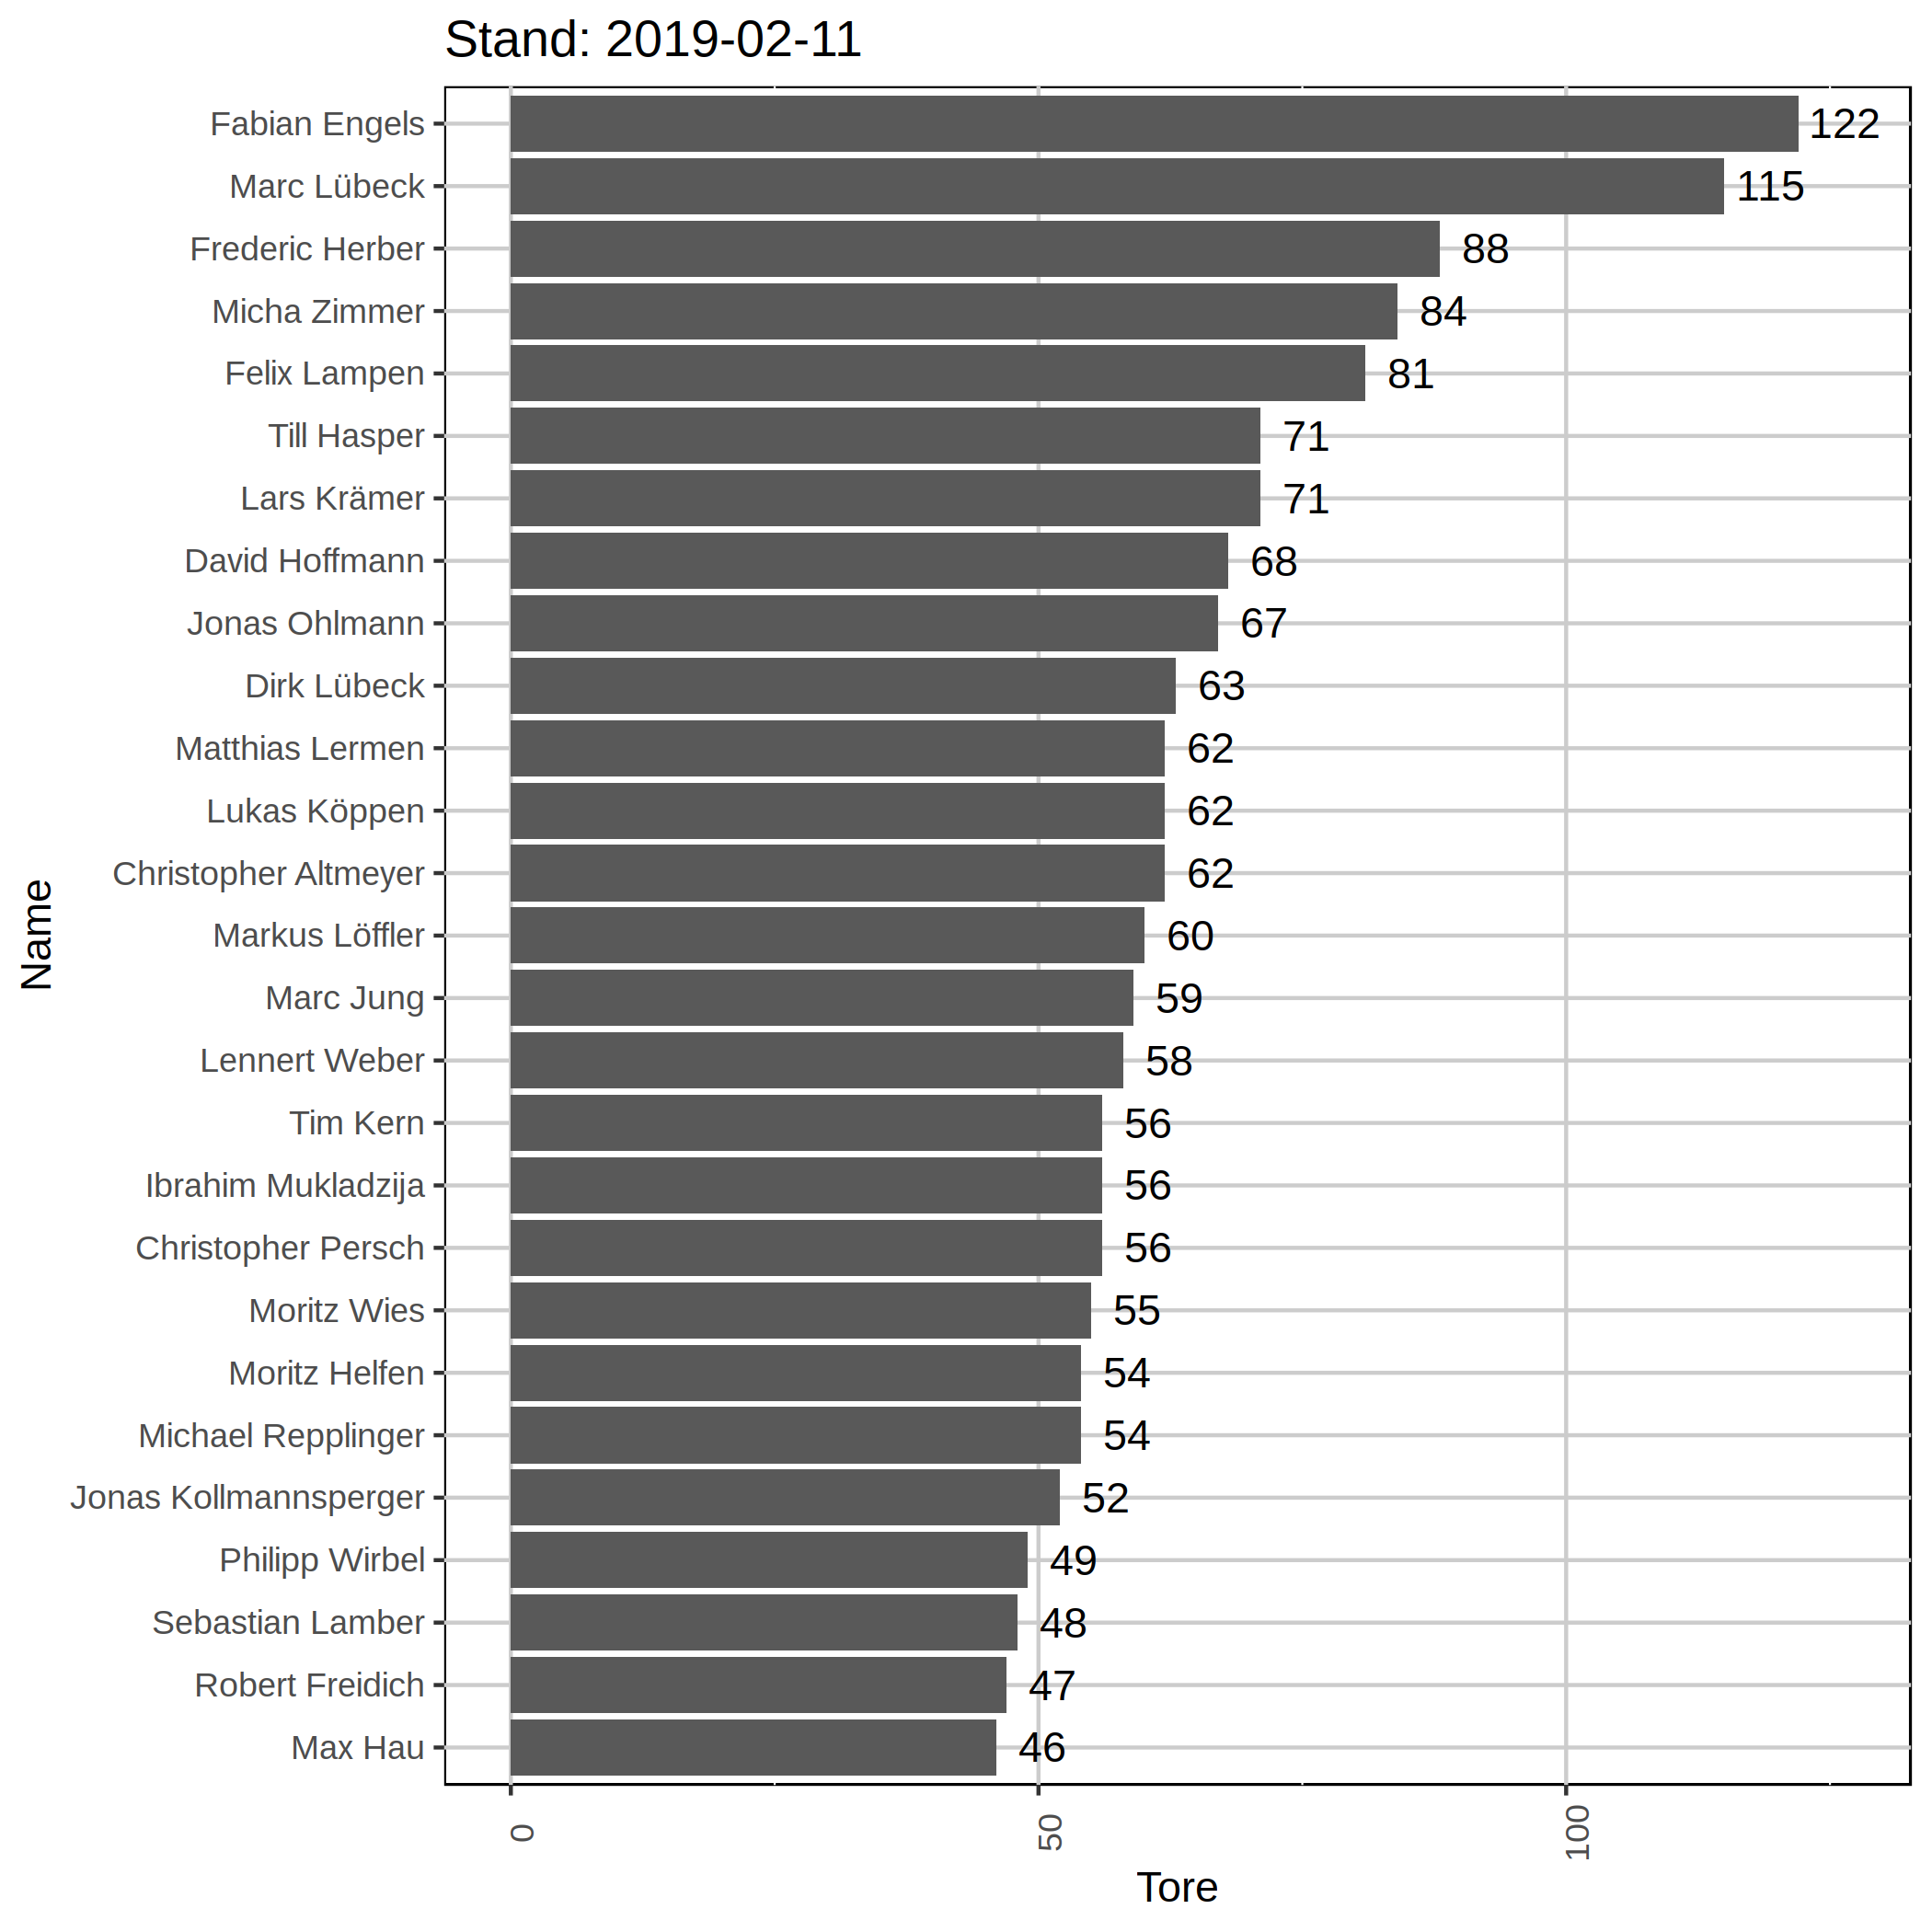 Stand: 2019-02-11
Fabian Engels 122
Marc Lübeck 115
Frederic Herber 88
Micha Zimmer 84
Felix Lampen 81
Till Hasper 71
Lars Krämer 71
David Hoffmann 68
Jonas Ohlmann 67
Dirk Lübeck 63
Matthias Lermen 62
Lukas Köppen 62
Christopher Altmeyer 62
Markus Löffler 60
Marc Jung 59
Lennert Weber 58
Tim Kern 56
Ibrahim Mukladzija 56
Christopher Persch 56
Moritz Wies 55
Moritz Helfen 54
Michael Repplinger 54
Jonas Kollmannsperger 52
Philipp Wirbel 49
Sebastian Lamber 48
Robert Freidich 47
Max Hau 46
Name
0 50 100
Tore